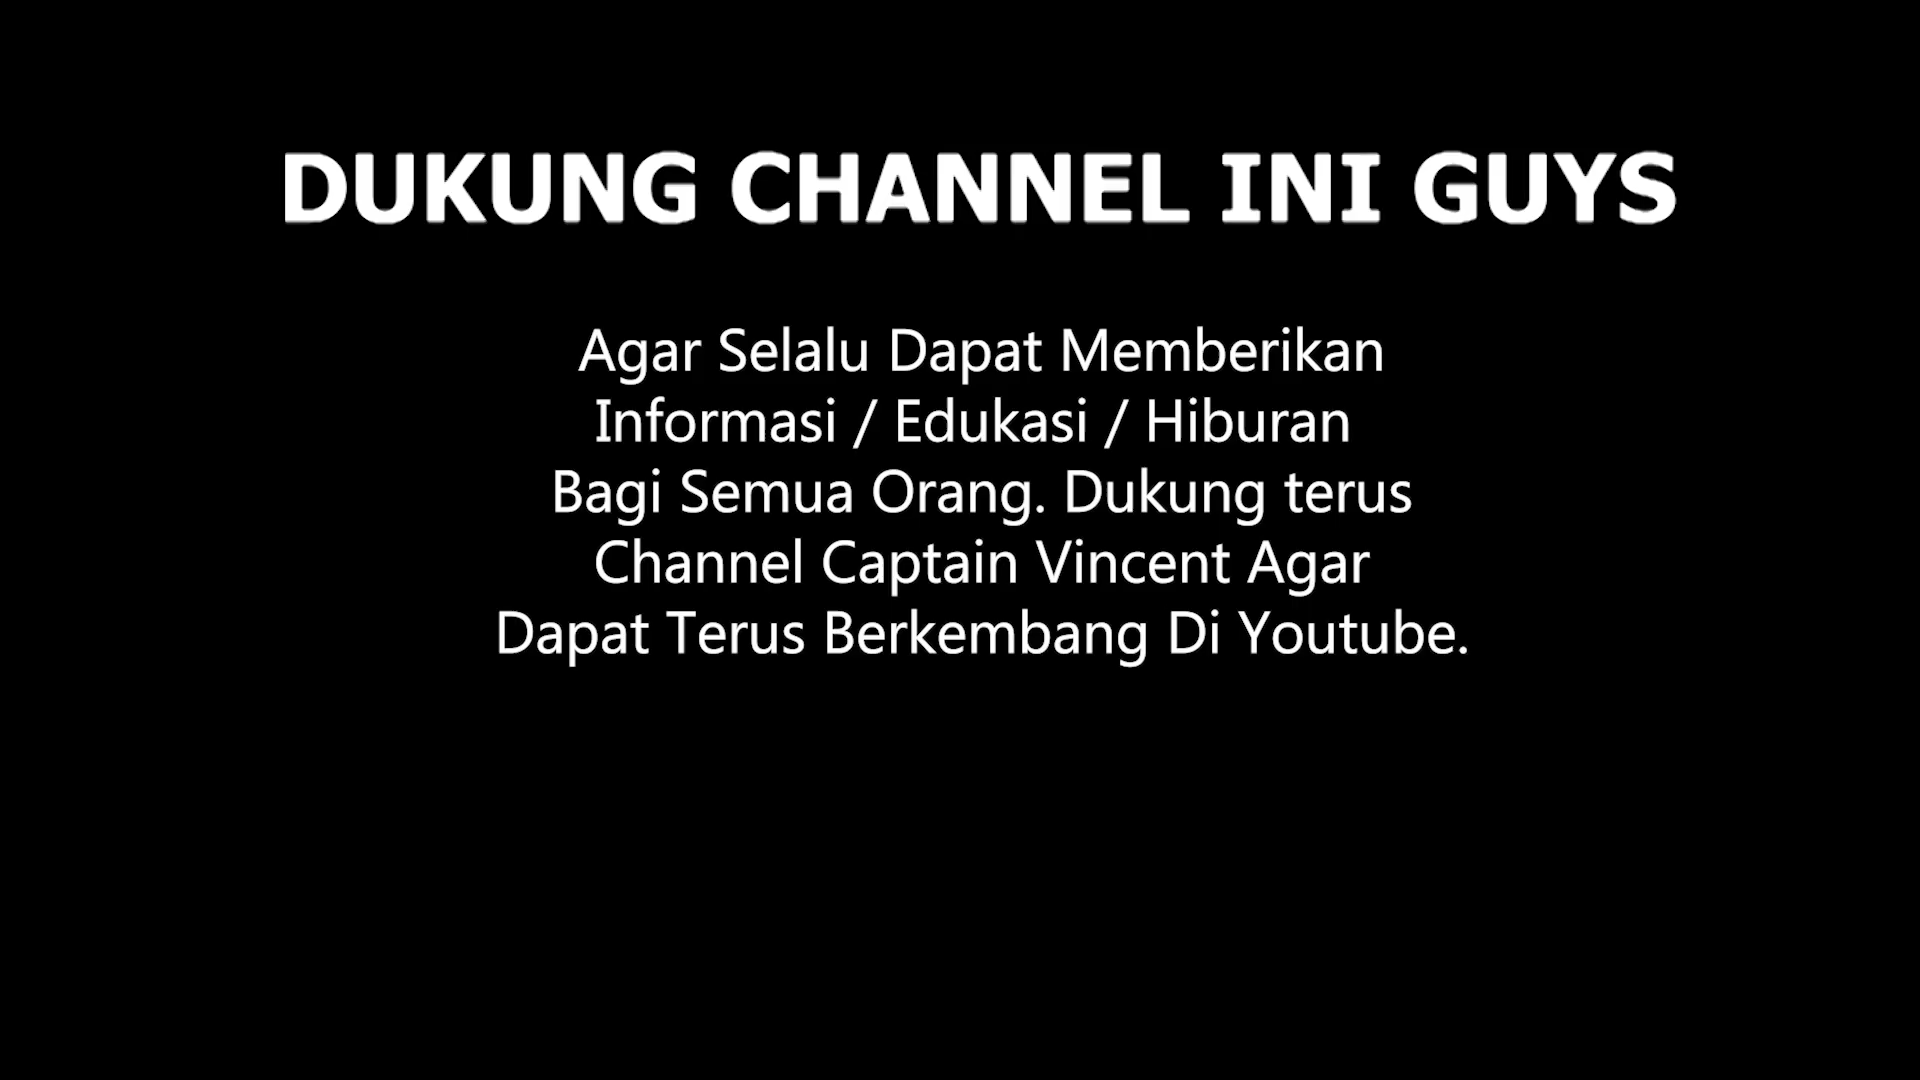 DUKUNG CHANNEL INI GUYS
Agar Selalu Dapat Memberikan
Informasi / Edukasi / Hiburan
Bagi Semua Orang. Dukung terus
Channel Captain Vincent Agar
Dapat Terus Berkembang Di Youtube.